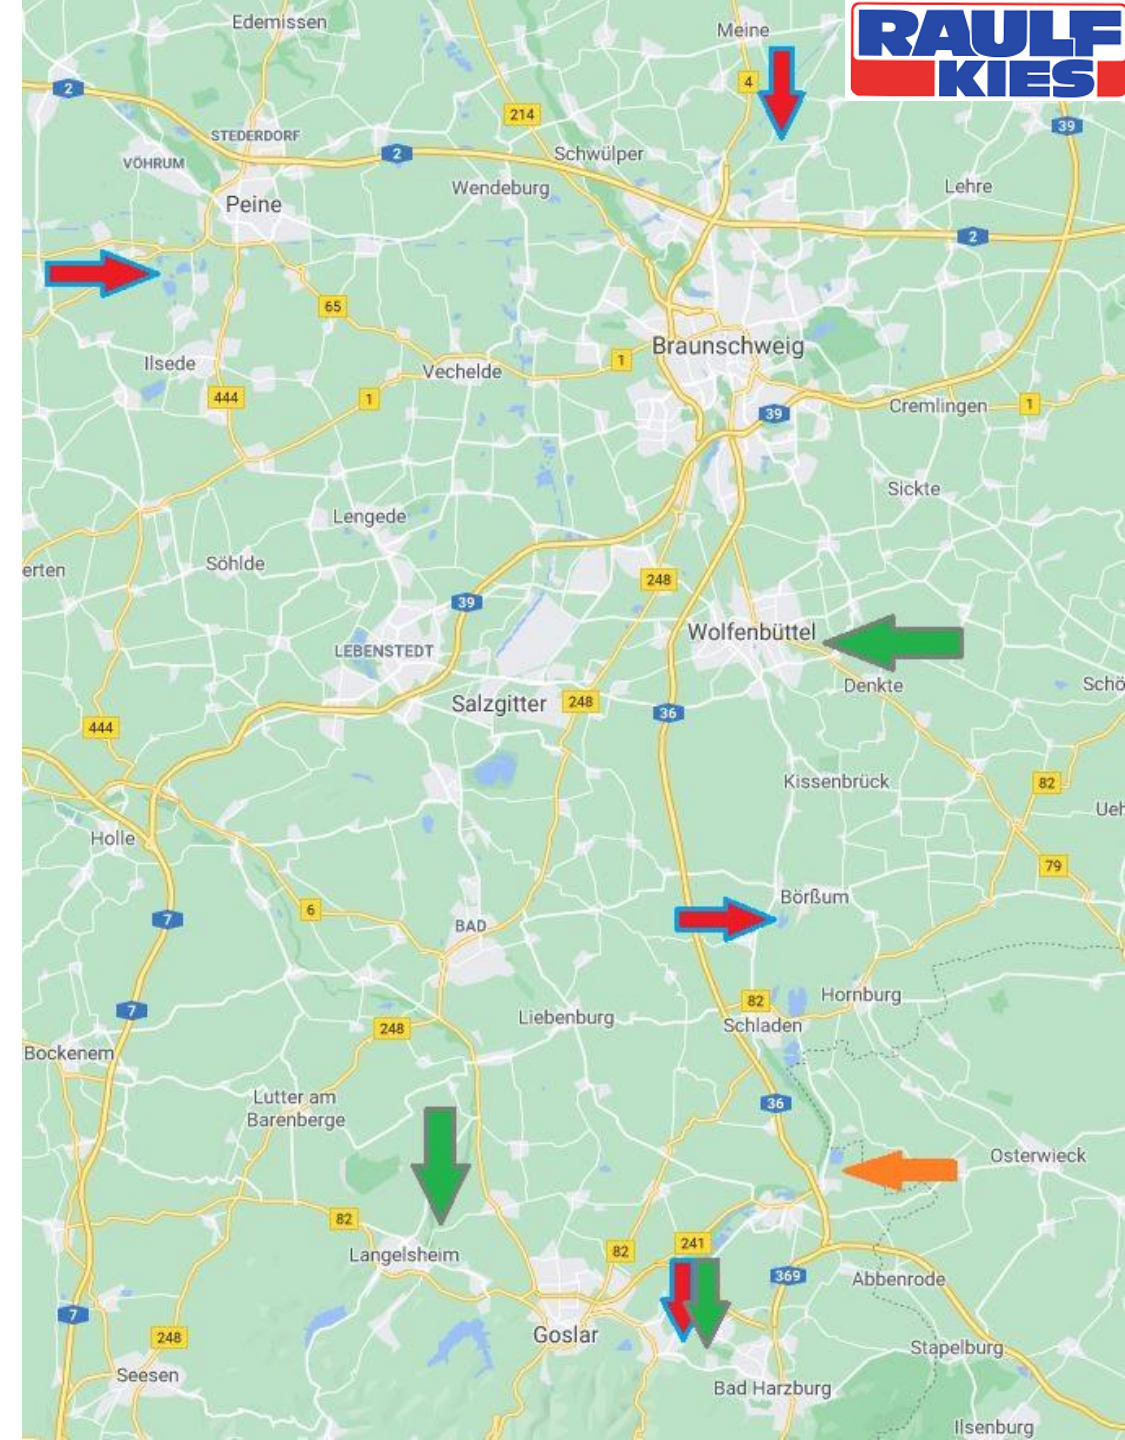 Edemissen
Meine
RAULF
KIES
2
4
214
39
STEDERDORF
VÖHRUM
2
Schwülper
Wendeburg
Lehre
Peine
2
65
Ilsede
Vechelde
1
Braunschweig
444
1
39
Cremlingen
1
Sickte
Lengede
erten
Söhlde
248
39
Wolfenbüttel
LEBENSTEDT
Denkte
Schö
Salzgitter
248
36
444
Kissenbrück
82
Ueh
Holle
79
6
7
BAD
Börßum
7
82
Hornburg
Liebenburg
248
Schladen
Bockenem
Lutter am
Barenberge
36
Osterwieck
82
Langelsheim
82
241
369
Abbenrode
7
248
Goslar
Stapelburg
Seesen
Bad Harzburg
Ilsenburg